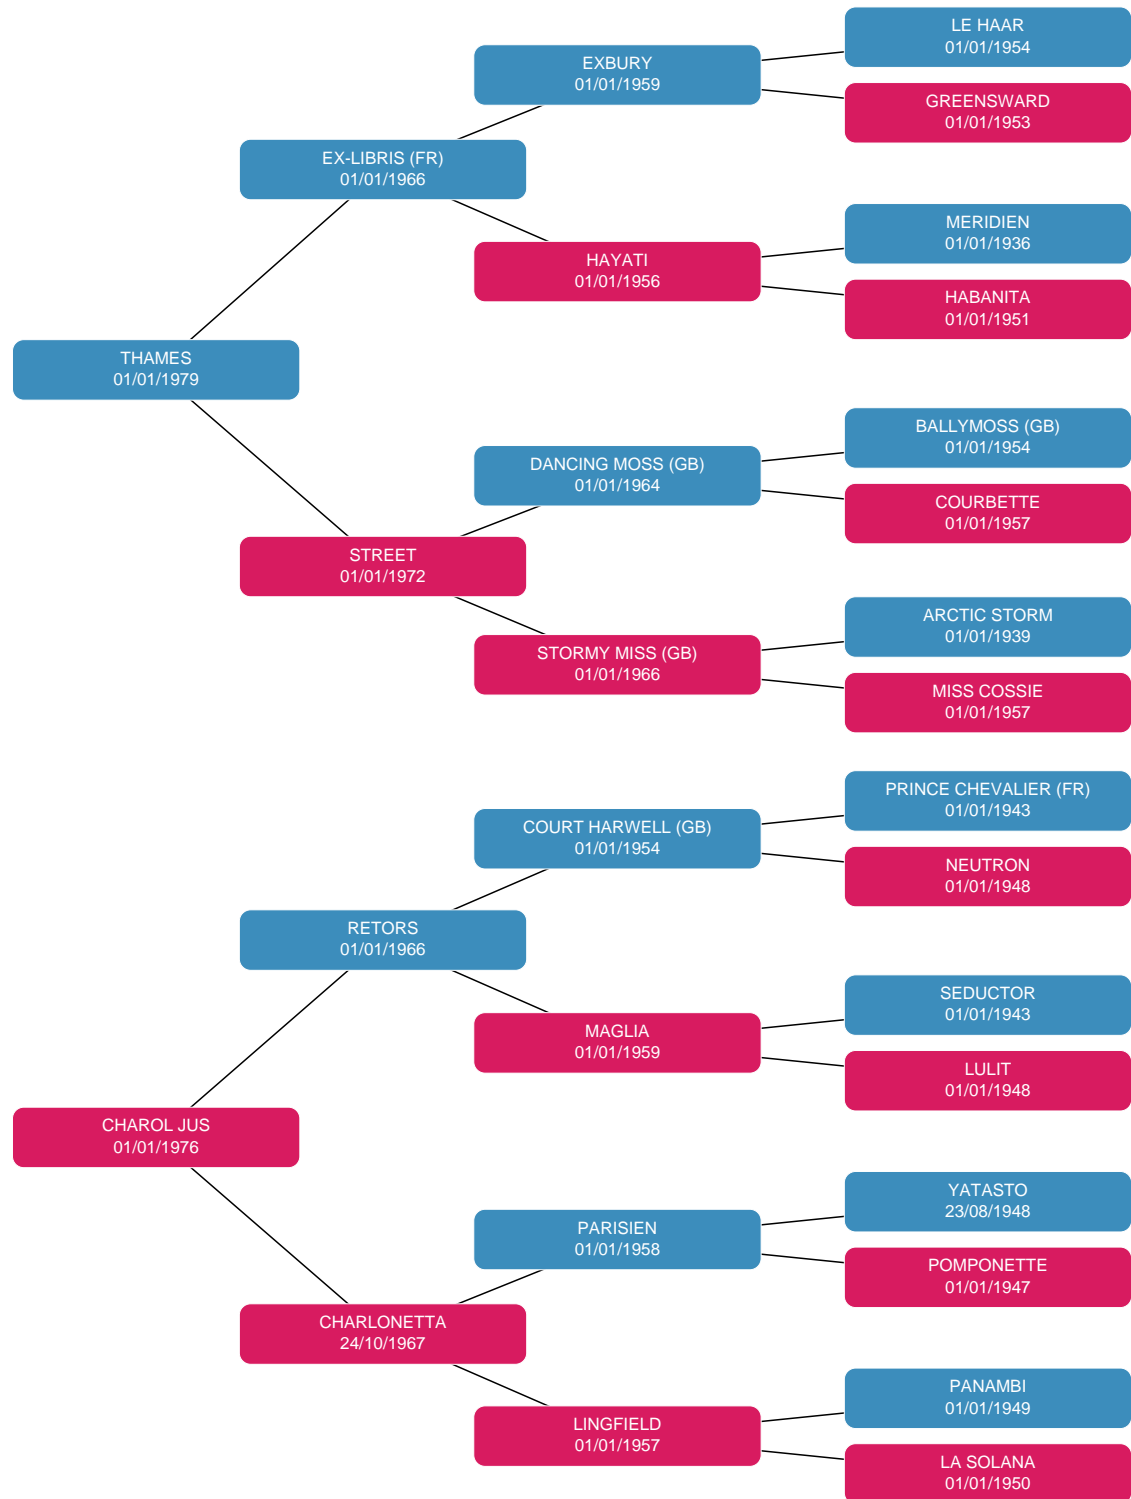 LE HAAR
01/01/1954
EXBURY
01/01/1959
GREENSWARD
01/01/1953
EX-LIBRIS (FR)
01/01/1966
MERIDIEN
01/01/1936
HAYATI
01/01/1956
HABANITA
01/01/1951
THAMES
01/01/1979
BALLYMOSS (GB)
01/01/1954
DANCING MOSS (GB)
01/01/1964
COURBETTE
01/01/1957
STREET
01/01/1972
ARCTIC STORM
01/01/1939
STORMY MISS (GB)
01/01/1966
MISS COSSIE
01/01/1957
PRINCE CHEVALIER (FR)
01/01/1943
COURT HARWELL (GB)
01/01/1954
NEUTRON
01/01/1948
RETORS
01/01/1966
SEDUCTOR
01/01/1943
MAGLIA
01/01/1959
LULIT
01/01/1948
CHAROL JUS
01/01/1976
YATASTO
23/08/1948
PARISIEN
01/01/1958
POMPONETTE
01/01/1947
CHARLONETTA
24/10/1967
PANAMBI
01/01/1949
LINGFIELD
01/01/1957
LA SOLANA
01/01/1950